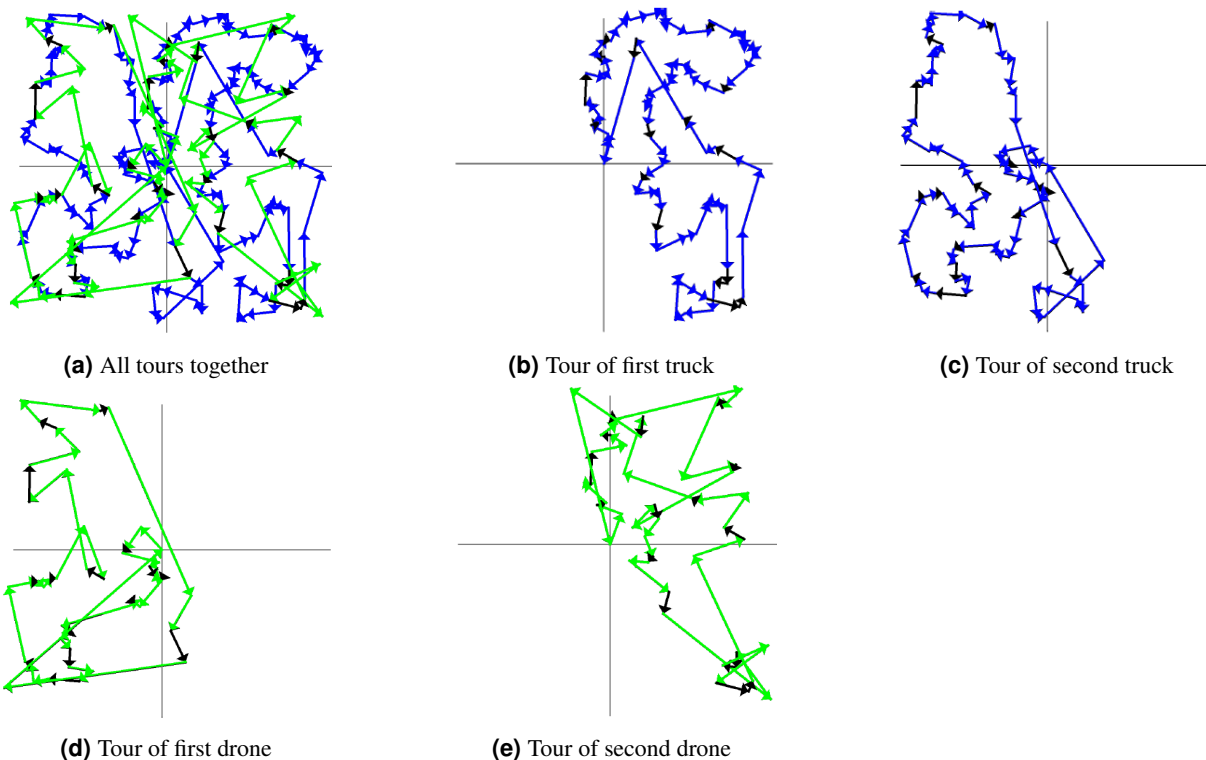 (a) All tours together
(b) Tour of first truck
(c) Tour of second truck
(d) Tour of first drone
(e) Tour of second drone